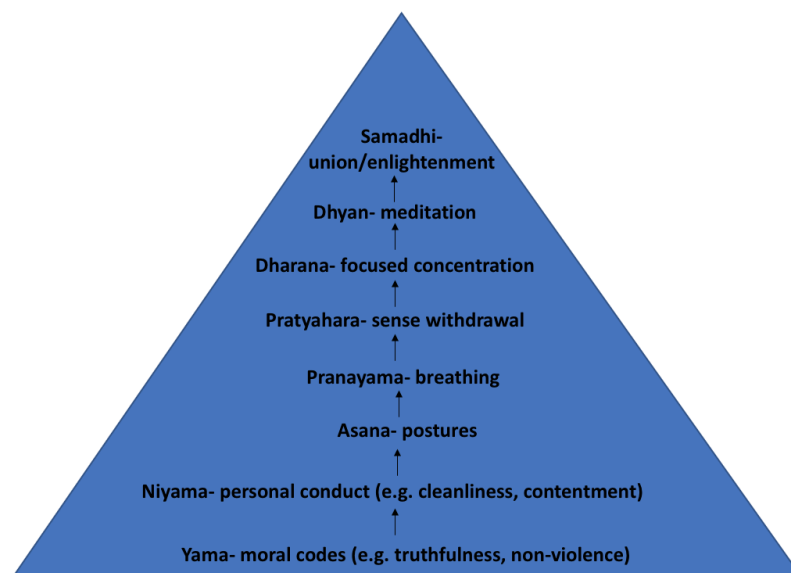 Samadhi-
union/enlightenment
Dhyan- meditation
Dharana- focused concentration
Pratyahara- sense withdrawal
Pranayama- breathing
Asana- postures
Niyama- personal conduct (e.g. cleanliness, contentment)
Yama- moral codes (e.g. truthfulness, non-violence)